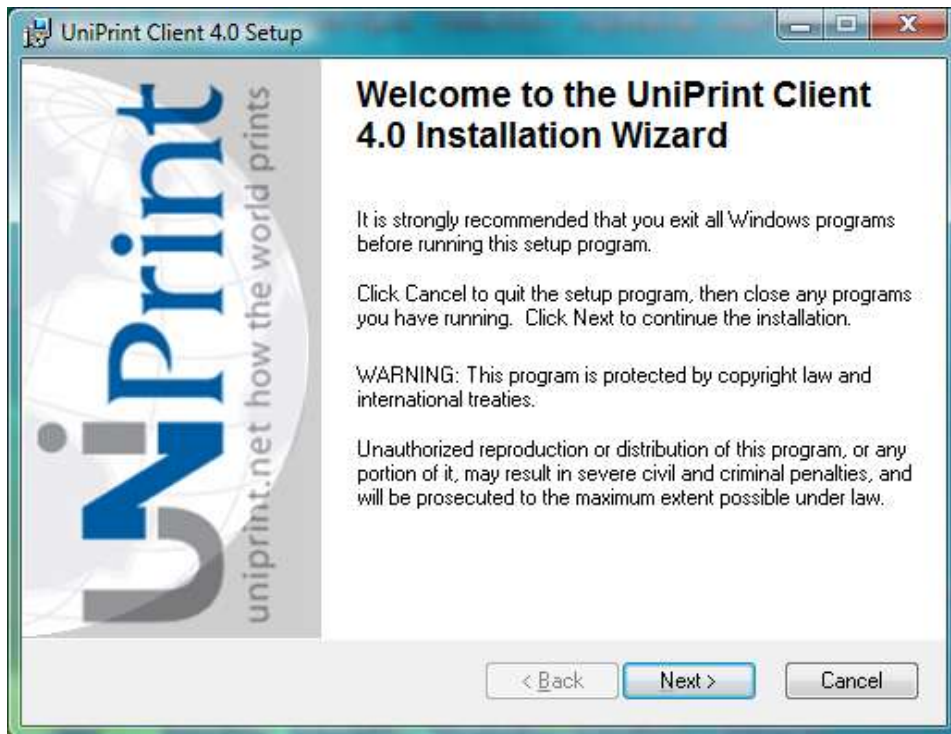 UniPrint Client 4.0 Setup
UniPrint
uniprint.net how the world prints
Welcome to the UniPrint Client
4.0 Installation Wizard
It is strongly recommended that you exit all Windows programs
before running this setup program.
Click Cancel to quit the setup program, then close any programs
you have running.  Click Next to continue the installation.
WARNING: This program is protected by copyright law and
international treaties.
Unauthorized reproduction or distribution of this program, or any
portion of it, may result in severe civil and criminal penalties, and
will be prosecuted to the maximum extent possible under law.
< Back
Next >
Cancel